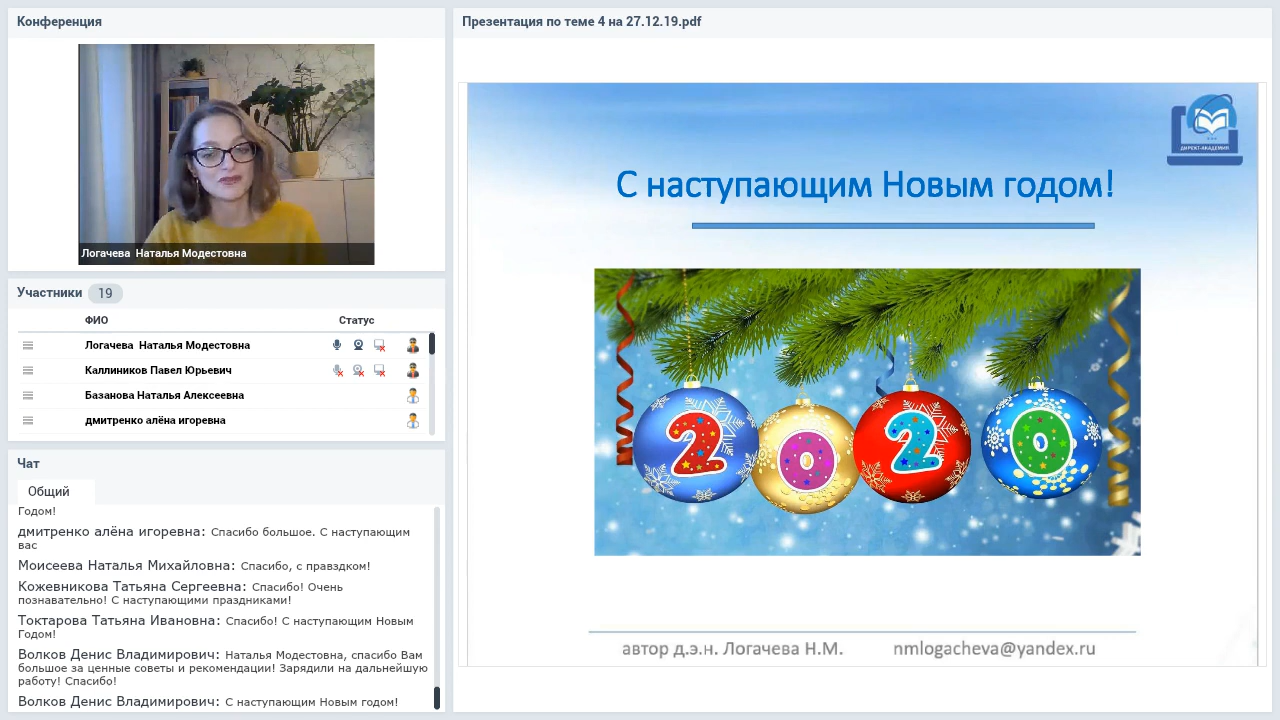 Конференция
Логачева  Наталья Модестовна
Участники 19
ФИО Статус
Логачева  Наталья Модестовна
Каллиников Павел Юрьевич
Базанова Наталья Алексеевна
дмитренко алёна игоревна
Чат
Общий
Годом!
дмитренко алёна игоревна: Спасибо большое. С наступающим
вас
Моисеева Наталья Михайловна: Спасибо, с правздком!
Кожевникова Татьяна Сергеевна: Спасибо! Очень
познавательно! С наступающими праздниками!
Токтарова Татьяна Ивановна: Спасибо! С наступающим Новым
Годом!
Волков Денис Владимирович: Наталья Модестовна, спасибо Вам
большое за ценные советы и рекомендации! Зарядили на дальнейшую
работу! Спасибо!
Волков Денис Владимирович: С наступающим Новым годом!
Презентация по теме 4 на 27.12.19.pdf
ДИРЕКТ-АКАДЕМИЯ
С наступающим Новым годом!
2020
автор д.э.н. Логачева Н.М. nmlogacheva@yandex.ru